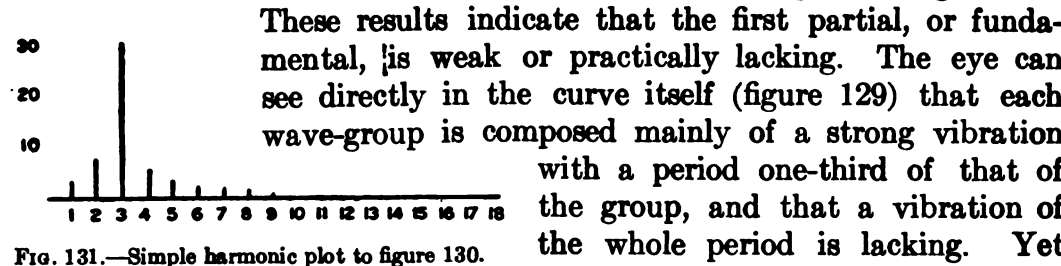 These results indicate that the first partial, or funda-
mental, is weak or practically lacking. The eye can
see directly in the curve itself (figure 129) that each
wave-group is composed mainly of a strong vibration
with a period one-third of that of
the group, and that a vibration of
the whole period is lacking. Yet
30
20
10
1 2 3 4 5 6 7 8 9 10 11 12 13 14 15 16 17 18
FIG. 131.—Simple harmonic plot to figure 130.